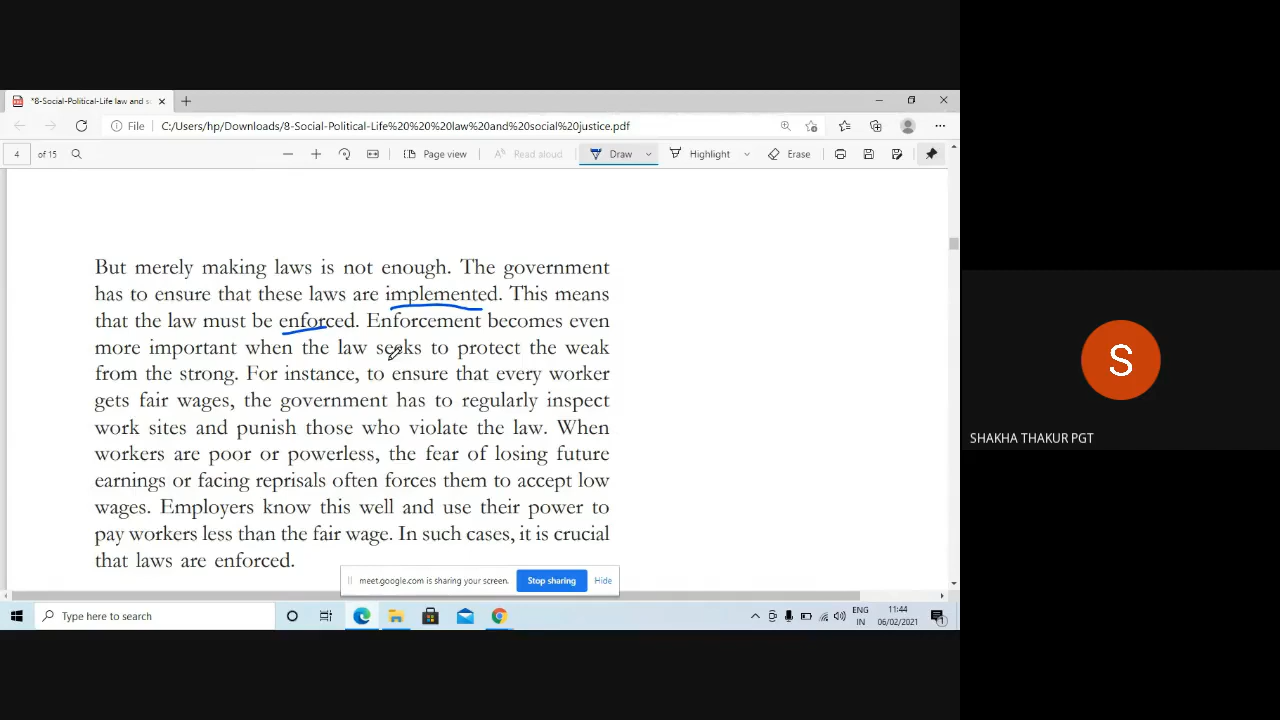 *8-Social-Political-Life law and s
File
C:/Users/hp/Downloads/8-Social-Political-Life%20%20%20law%20and%20social%20justice.pdf
4 of 15
Page view
Read aloud
Draw
Highlight
Erase
But merely making laws is not enough. The government
has to ensure that these laws are implemented. This means
that the law must be enforced. Enforcement becomes even
more important when the law seeks to protect the weak
from the strong. For instance, to ensure that every worker
gets fair wages, the government has to regularly inspect
work sites and punish those who violate the law. When
workers are poor or powerless, the fear of losing future
earnings or facing reprisals often forces them to accept low
wages. Employers know this well and use their power to
pay workers less than the fair wage. In such cases, it is crucial
that laws are enforced.
meet.google.com is sharing your screen.
Stop sharing
Hide
Type here to search
ENG
IN
11:44
06/02/2021
1
S
SHAKHA THAKUR PGT